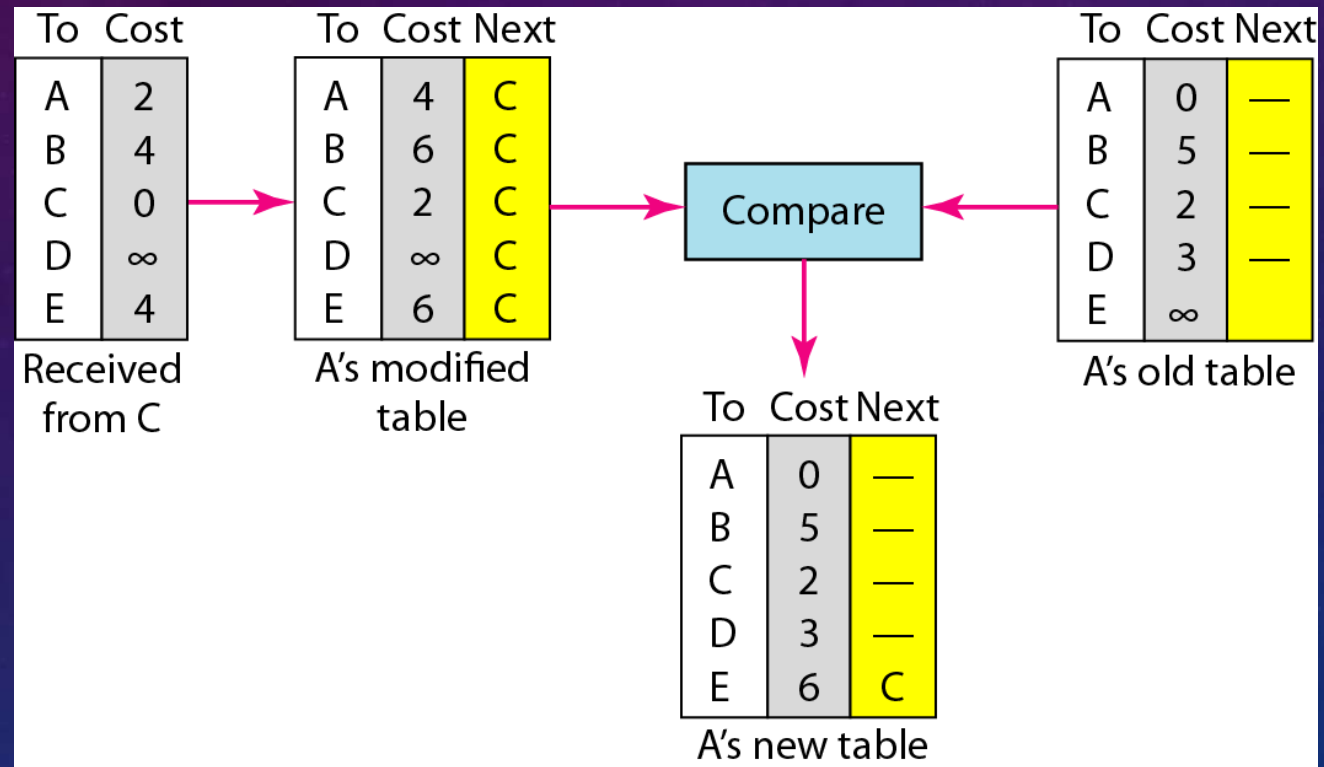 To Cost
A 2
B 4
C 0
D ∞
E 4
Received
from C
To Cost Next
A 4 C
B 6 C
C 2 C
D ∞ C
E 6 C
A's modified
table
Compare
To Cost Next
A 0 —
B 5 —
C 2 —
D 3 —
E ∞
A's old table
To Cost Next
A 0 —
B 5 —
C 2 —
D 3 —
E 6 C
A's new table